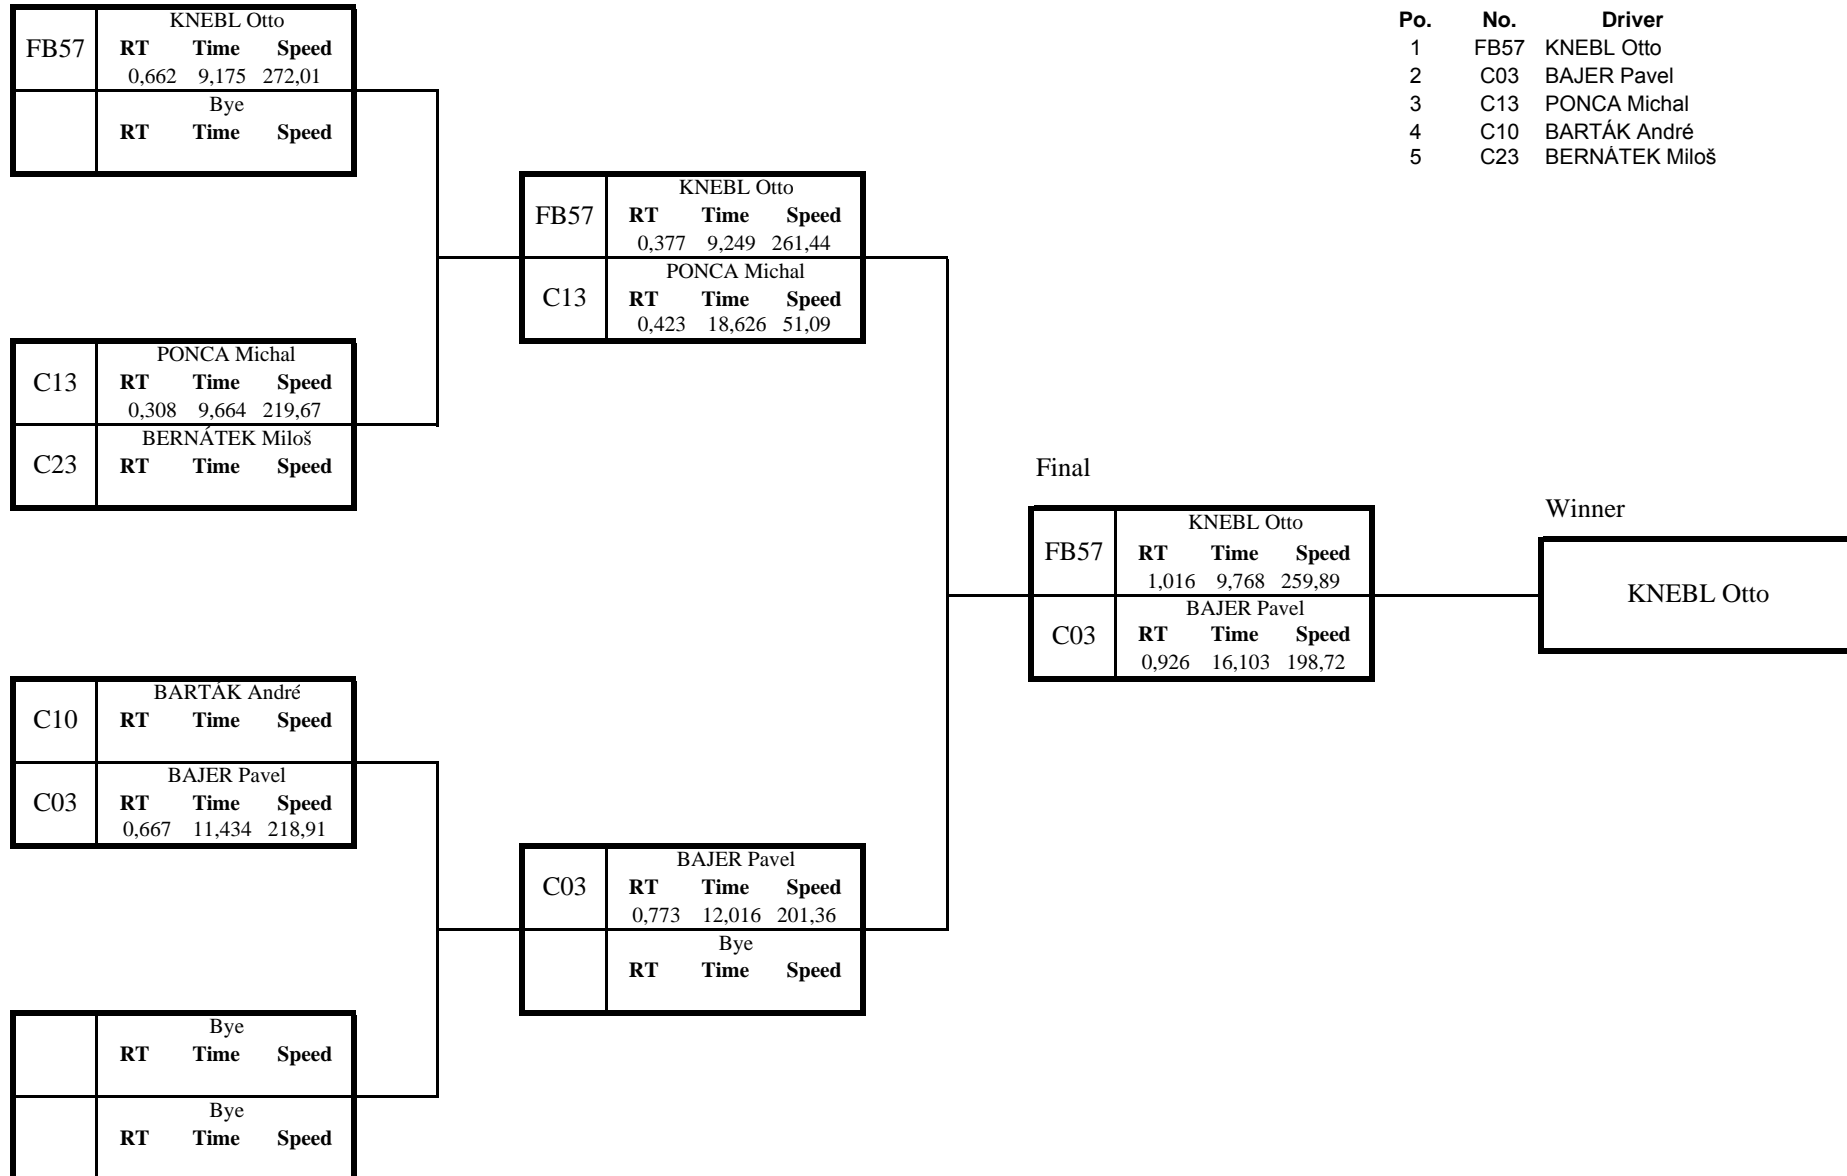 KNEBL Otto
FB57 RT Time Speed
0,662 9,175 272,01
Bye
RT Time Speed
PONCA Michal
C13 RT Time Speed
0,308 9,664 219,67
BERNÁTEK Miloš
C23 RT Time Speed
BARTÁK André
C10 RT Time Speed
BAJER Pavel
C03 RT Time Speed
0,667 11,434 218,91
Bye
RT Time Speed
Bye
RT Time Speed
KNEBL Otto
FB57 RT Time Speed
0,377 9,249 261,44
PONCA Michal
C13 RT Time Speed
0,423 18,626 51,09
BAJER Pavel
C03 RT Time Speed
0,773 12,016 201,36
Bye
RT Time Speed
Final
KNEBL Otto
FB57 RT Time Speed
1,016 9,768 259,89
BAJER Pavel
C03 RT Time Speed
0,926 16,103 198,72
Winner
KNEBL Otto
Po. No. Driver
1 FB57 KNEBL Otto
2 C03 BAJER Pavel
3 C13 PONCA Michal
4 C10 BARTÁK André
5 C23 BERNÁTEK Miloš